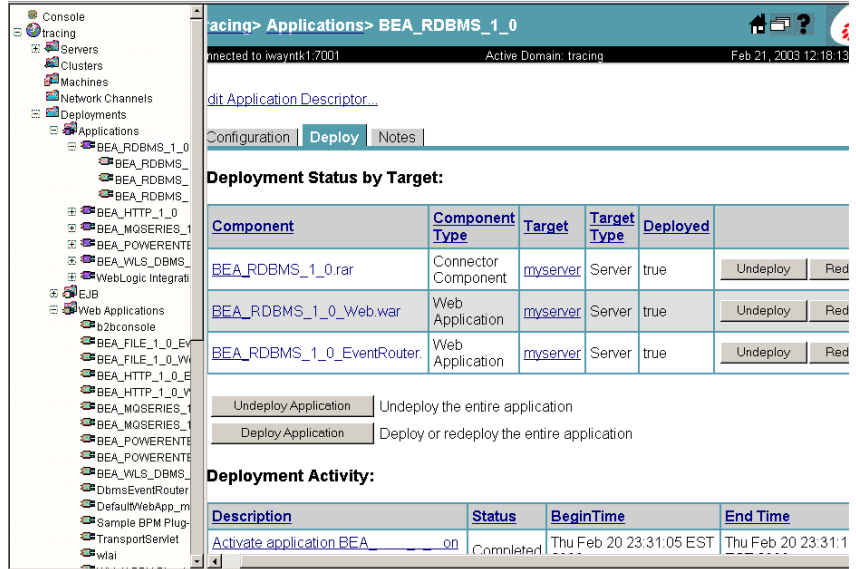 Console
tracing
Servers
Clusters
Machines
Network Channels
Deployments
Applications
BEA_RDBMS_1_0
BEA_RDBMS_
BEA_RDBMS_
BEA_RDBMS_
BEA_HTTP_1_0
BEA_MQSERIES_1
BEA_POWERENTE
BEA_WLS_DBMS_
WebLogic Integrati
EJB
Web Applications
b2bconsole
BEA_FILE_1_0_Ev
BEA_FILE_1_0_We
BEA_HTTP_1_0_E
BEA_HTTP_1_0_W
BEA_MQSERIES_1
BEA_MQSERIES_1
BEA_POWERENTE
BEA_POWERENTE
BEA_WLS_DBMS_
DbmsEventRouter
DefaultWebApp_m
Sample BPM Plug-
TransportServlet
wlai
racing> Applications> BEA_RDBMS_1_0
nnected to iwayntk1:7001 Active Domain: tracing Feb 21, 2003 12:18:13
dit Application Descriptor...
Configuration Deploy Notes
Deployment Status by Target:
Component Component Type Target Target Type Deployed
BEA_RDBMS_1_0.rar Connector Component myserver Server true Undeploy Red
BEA_RDBMS_1_0_Web.war Web Application myserver Server true Undeploy Red
BEA_RDBMS_1_0_EventRouter. Web Application myserver Server true Undeploy Red
Undeploy Application Undeploy the entire application
Deploy Application Deploy or redeploy the entire application
Deployment Activity:
Description Status BeginTime End Time
Activate application BEA_ _ _ on Completed Thu Feb 20 23:31:05 EST Thu Feb 20 23:31:1